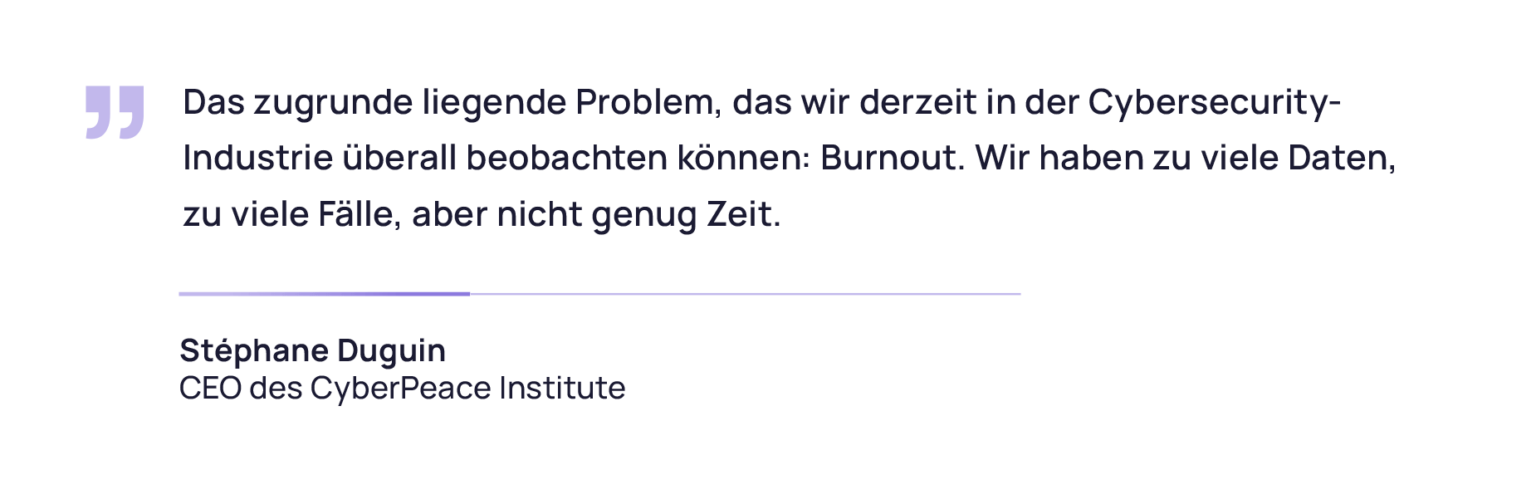 ”
Das zugrunde liegende Problem, das wir derzeit in der Cybersecurity-
Industrie überall beobachten können: Burnout. Wir haben zu viele Daten,
zu viele Fälle, aber nicht genug Zeit.
Stéphane Duguin
CEO des CyberPeace Institute